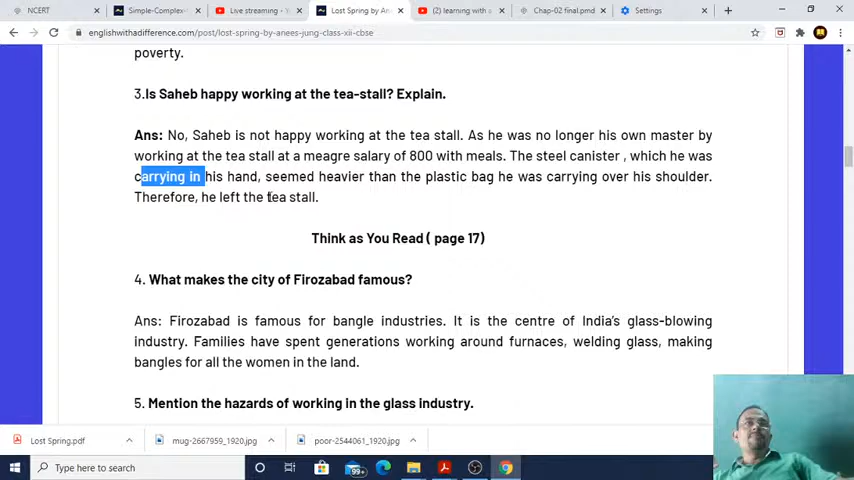 NCERT
Simple-Complex-
Live streaming - Y
Lost Spring by Ane
(2) learning with s
Chap-02 final.pmd
Settings
englishwithadifference.com/post/lost-spring-by-anees-jung-class-xii-cbse
poverty.
3.Is Saheb happy working at the tea-stall? Explain.
Ans: No, Saheb is not happy working at the tea stall. As he was no longer his own master by
working at the tea stall at a meagre salary of 800 with meals. The steel canister , which he was
carrying in his hand, seemed heavier than the plastic bag he was carrying over his shoulder.
Therefore, he left the tea stall.
Think as You Read ( page 17)
4. What makes the city of Firozabad famous?
Ans: Firozabad is famous for bangle industries. It is the centre of India's glass-blowing
industry. Families have spent generations working around furnaces, welding glass, making
bangles for all the women in the land.
5. Mention the hazards of working in the glass industry.
Lost Spring.pdf
mug-2667959_1920.jpg
poor-2544061_1920.jpg
Type here to search
99+